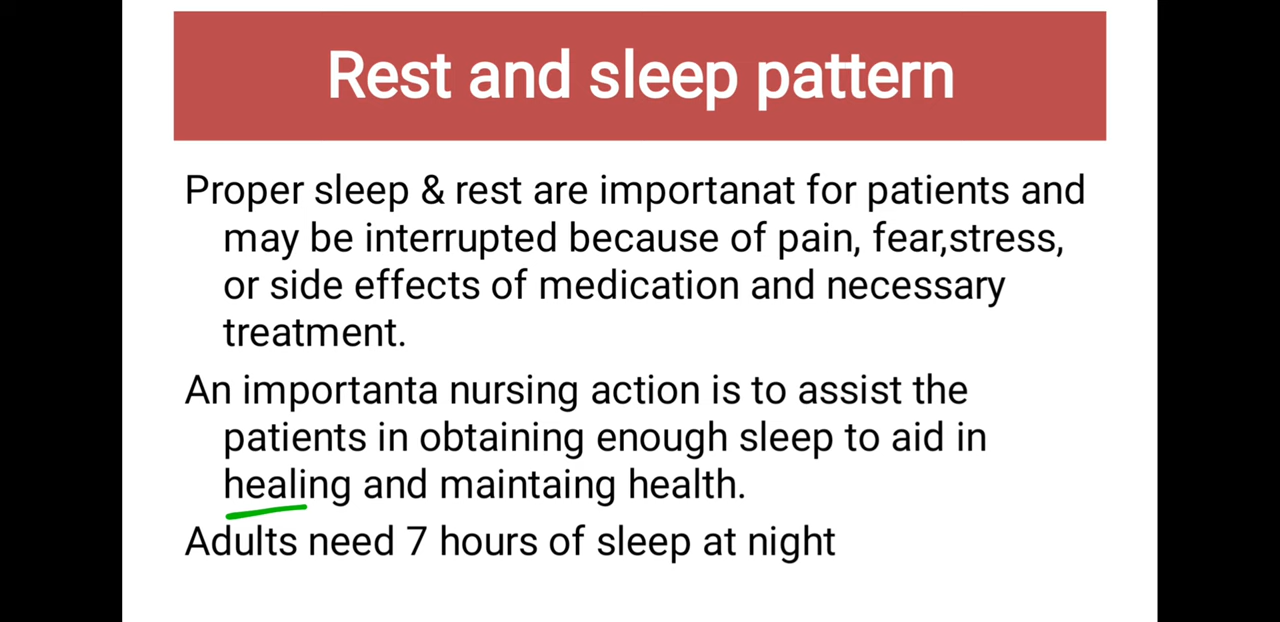 Rest and sleep pattern
Proper sleep & rest are importanat for patients and
may be interrupted because of pain, fear,stress,
or side effects of medication and necessary
treatment.
An importanta nursing action is to assist the
patients in obtaining enough sleep to aid in
healing and maintaing health.
Adults need 7 hours of sleep at night